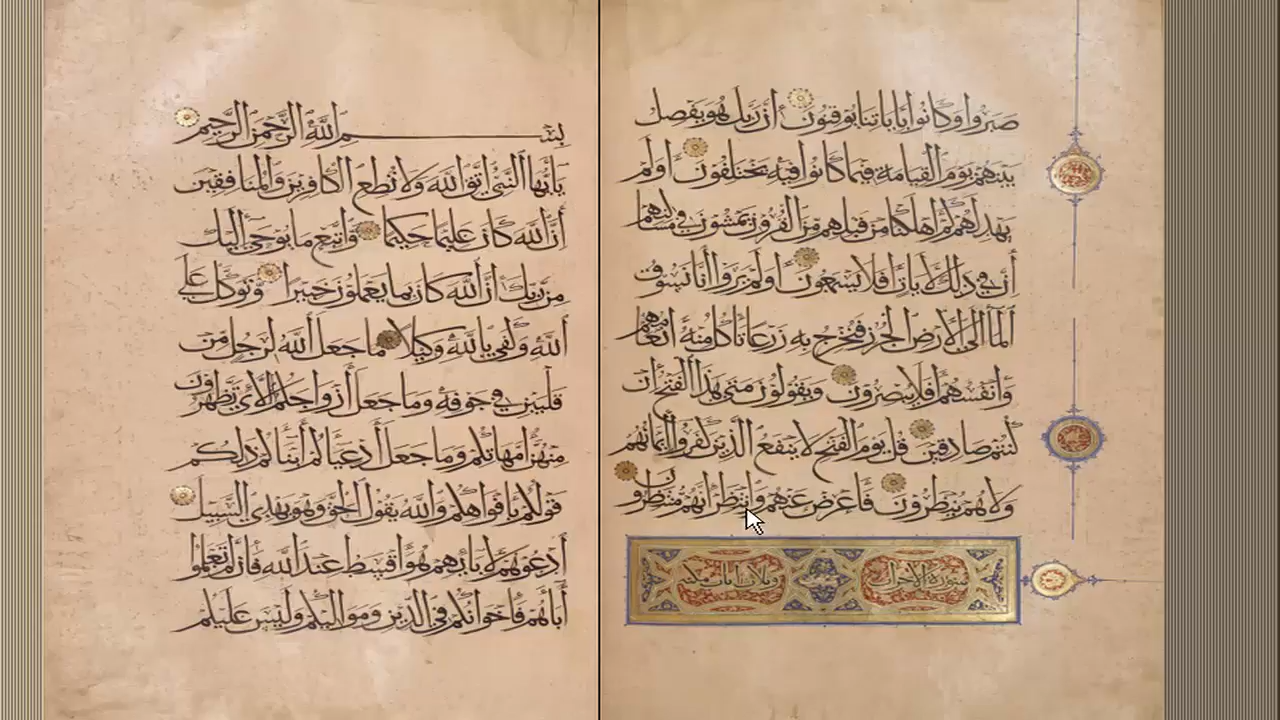 صبروا وكانوا بآياتنا يوقنون إن ربك هو يفصل
بينهم يوم القيامة فيما كانوا فيه يختلفون أولم
يهد لهم كم أهلكنا من قبلهم من القرون يمشون في مساكنهم
إن في ذلك لآيات أفلا يسمعون أولم يروا أنا نسوق
الماء إلى الأرض الجرز فنخرج به زرعا تأكل منه أنعامهم
وأنفسهم أفلا يبصرون ويقولون متى هذا الفتح إن
كنتم صادقين قل يوم الفتح لا ينفع الذين كفروا إيمانهم
ولا هم ينظرون فأعرض عنهم وانتظر إنهم منتظرون
سورة الأحزاب
بسم الله الرحمن الرحيم
يا أيها النبي اتق الله ولا تطع الكافرين والمنافقين
إن الله كان عليما حكيما واتبع ما يوحى إليك
من ربك إن الله كان بما يعملون خبيرا وتوكل على
الله وكفى بالله وكيلا ما جعل الله لرجل من
قلبين في جوفه وما جعل أزواجكم اللائي تظهرون
منهن أمهاتكم وما جعل أدعياءكم أبناءكم ذلكم
قولكم بأفواهكم والله يقول الحق وهو يهدي السبيل
ادعوهم لآبائهم هو أقسط عند الله فإن لم تعلموا
آباءهم فإخوانكم في الدين ومواليكم وليس عليكم